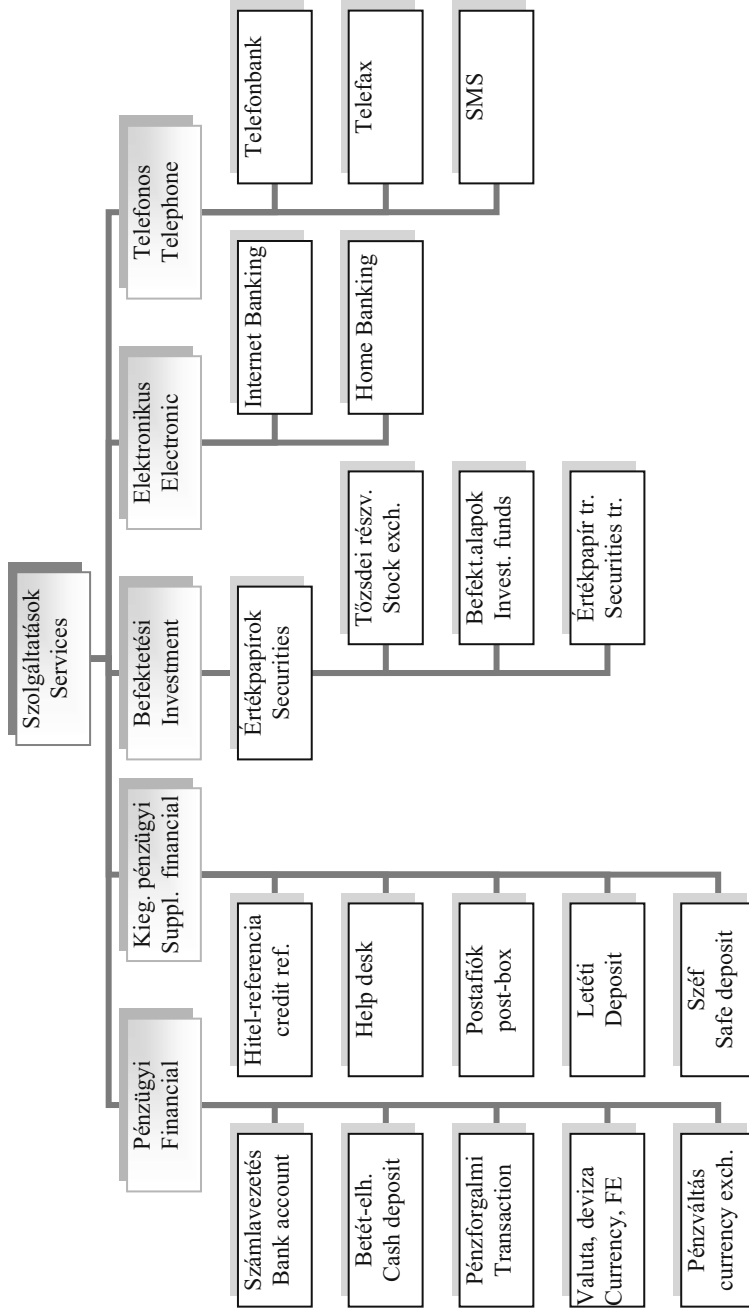 Szolgáltatások
Services
Pénzügyi
Financial
Kieg. pénzügyi
Suppl. financial
Befektetési
Investment
Elektronikus
Electronic
Telefonos
Telephone
Számlavezetés
Bank account
Betét-elh.
Cash deposit
Pénzforgalmi
Transaction
Valuta, deviza
Currency, FE
Pénzváltás
currency exch.
Hitel-referencia
credit ref.
Help desk
Postafiók
post-box
Letéti
Deposit
Széf
Safe deposit
Értékpapírok
Securities
Tőzsdei részv.
Stock exch.
Befekt.alapok
Invest. funds
Értékpapír tr.
Securities tr.
Internet Banking
Home Banking
Telefonbank
Telefax
SMS